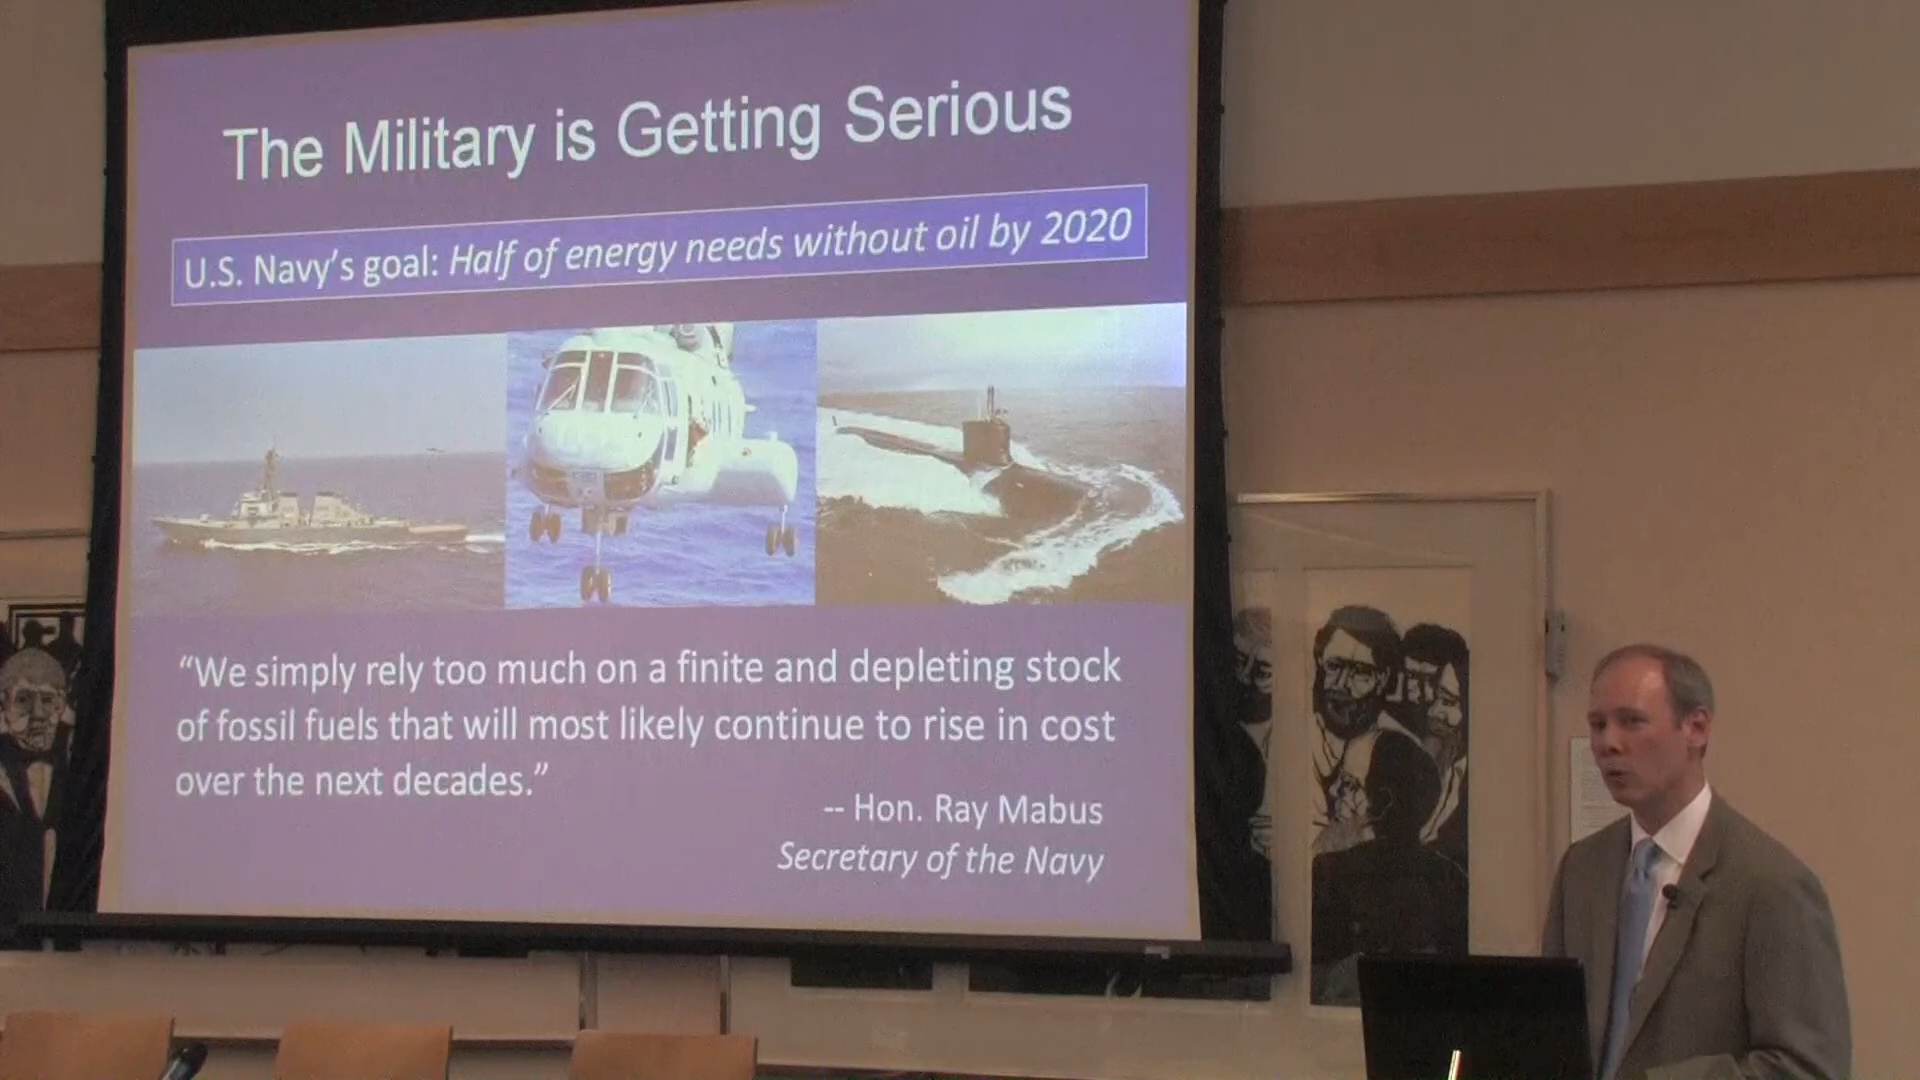 The Military is Getting Serious
U.S. Navy's goal: Half of energy needs without oil by 2020
“We simply rely too much on a finite and depleting stock
of fossil fuels that will most likely continue to rise in cost
over the next decades.”
-- Hon. Ray Mabus
Secretary of the Navy